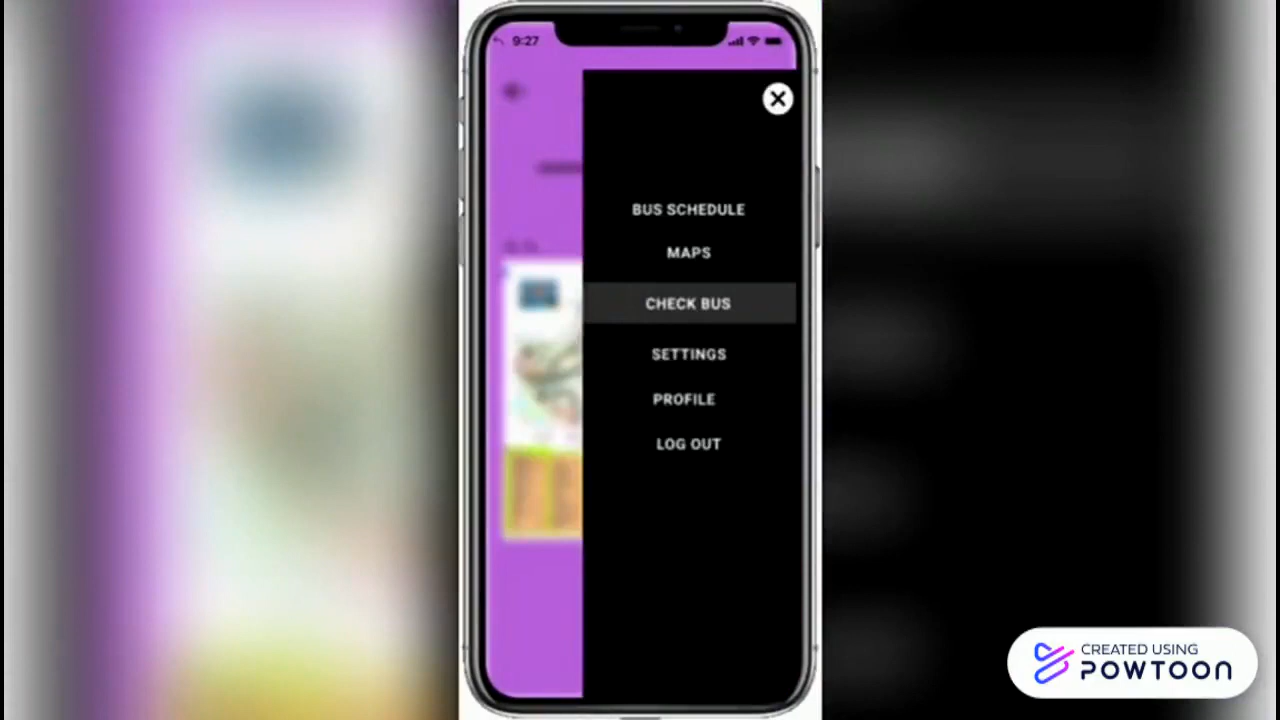 9:27
BUS SCHEDULE
MAPS
CHECK BUS
SETTINGS
PROFILE
LOG OUT
CREATED USING
POWTOON